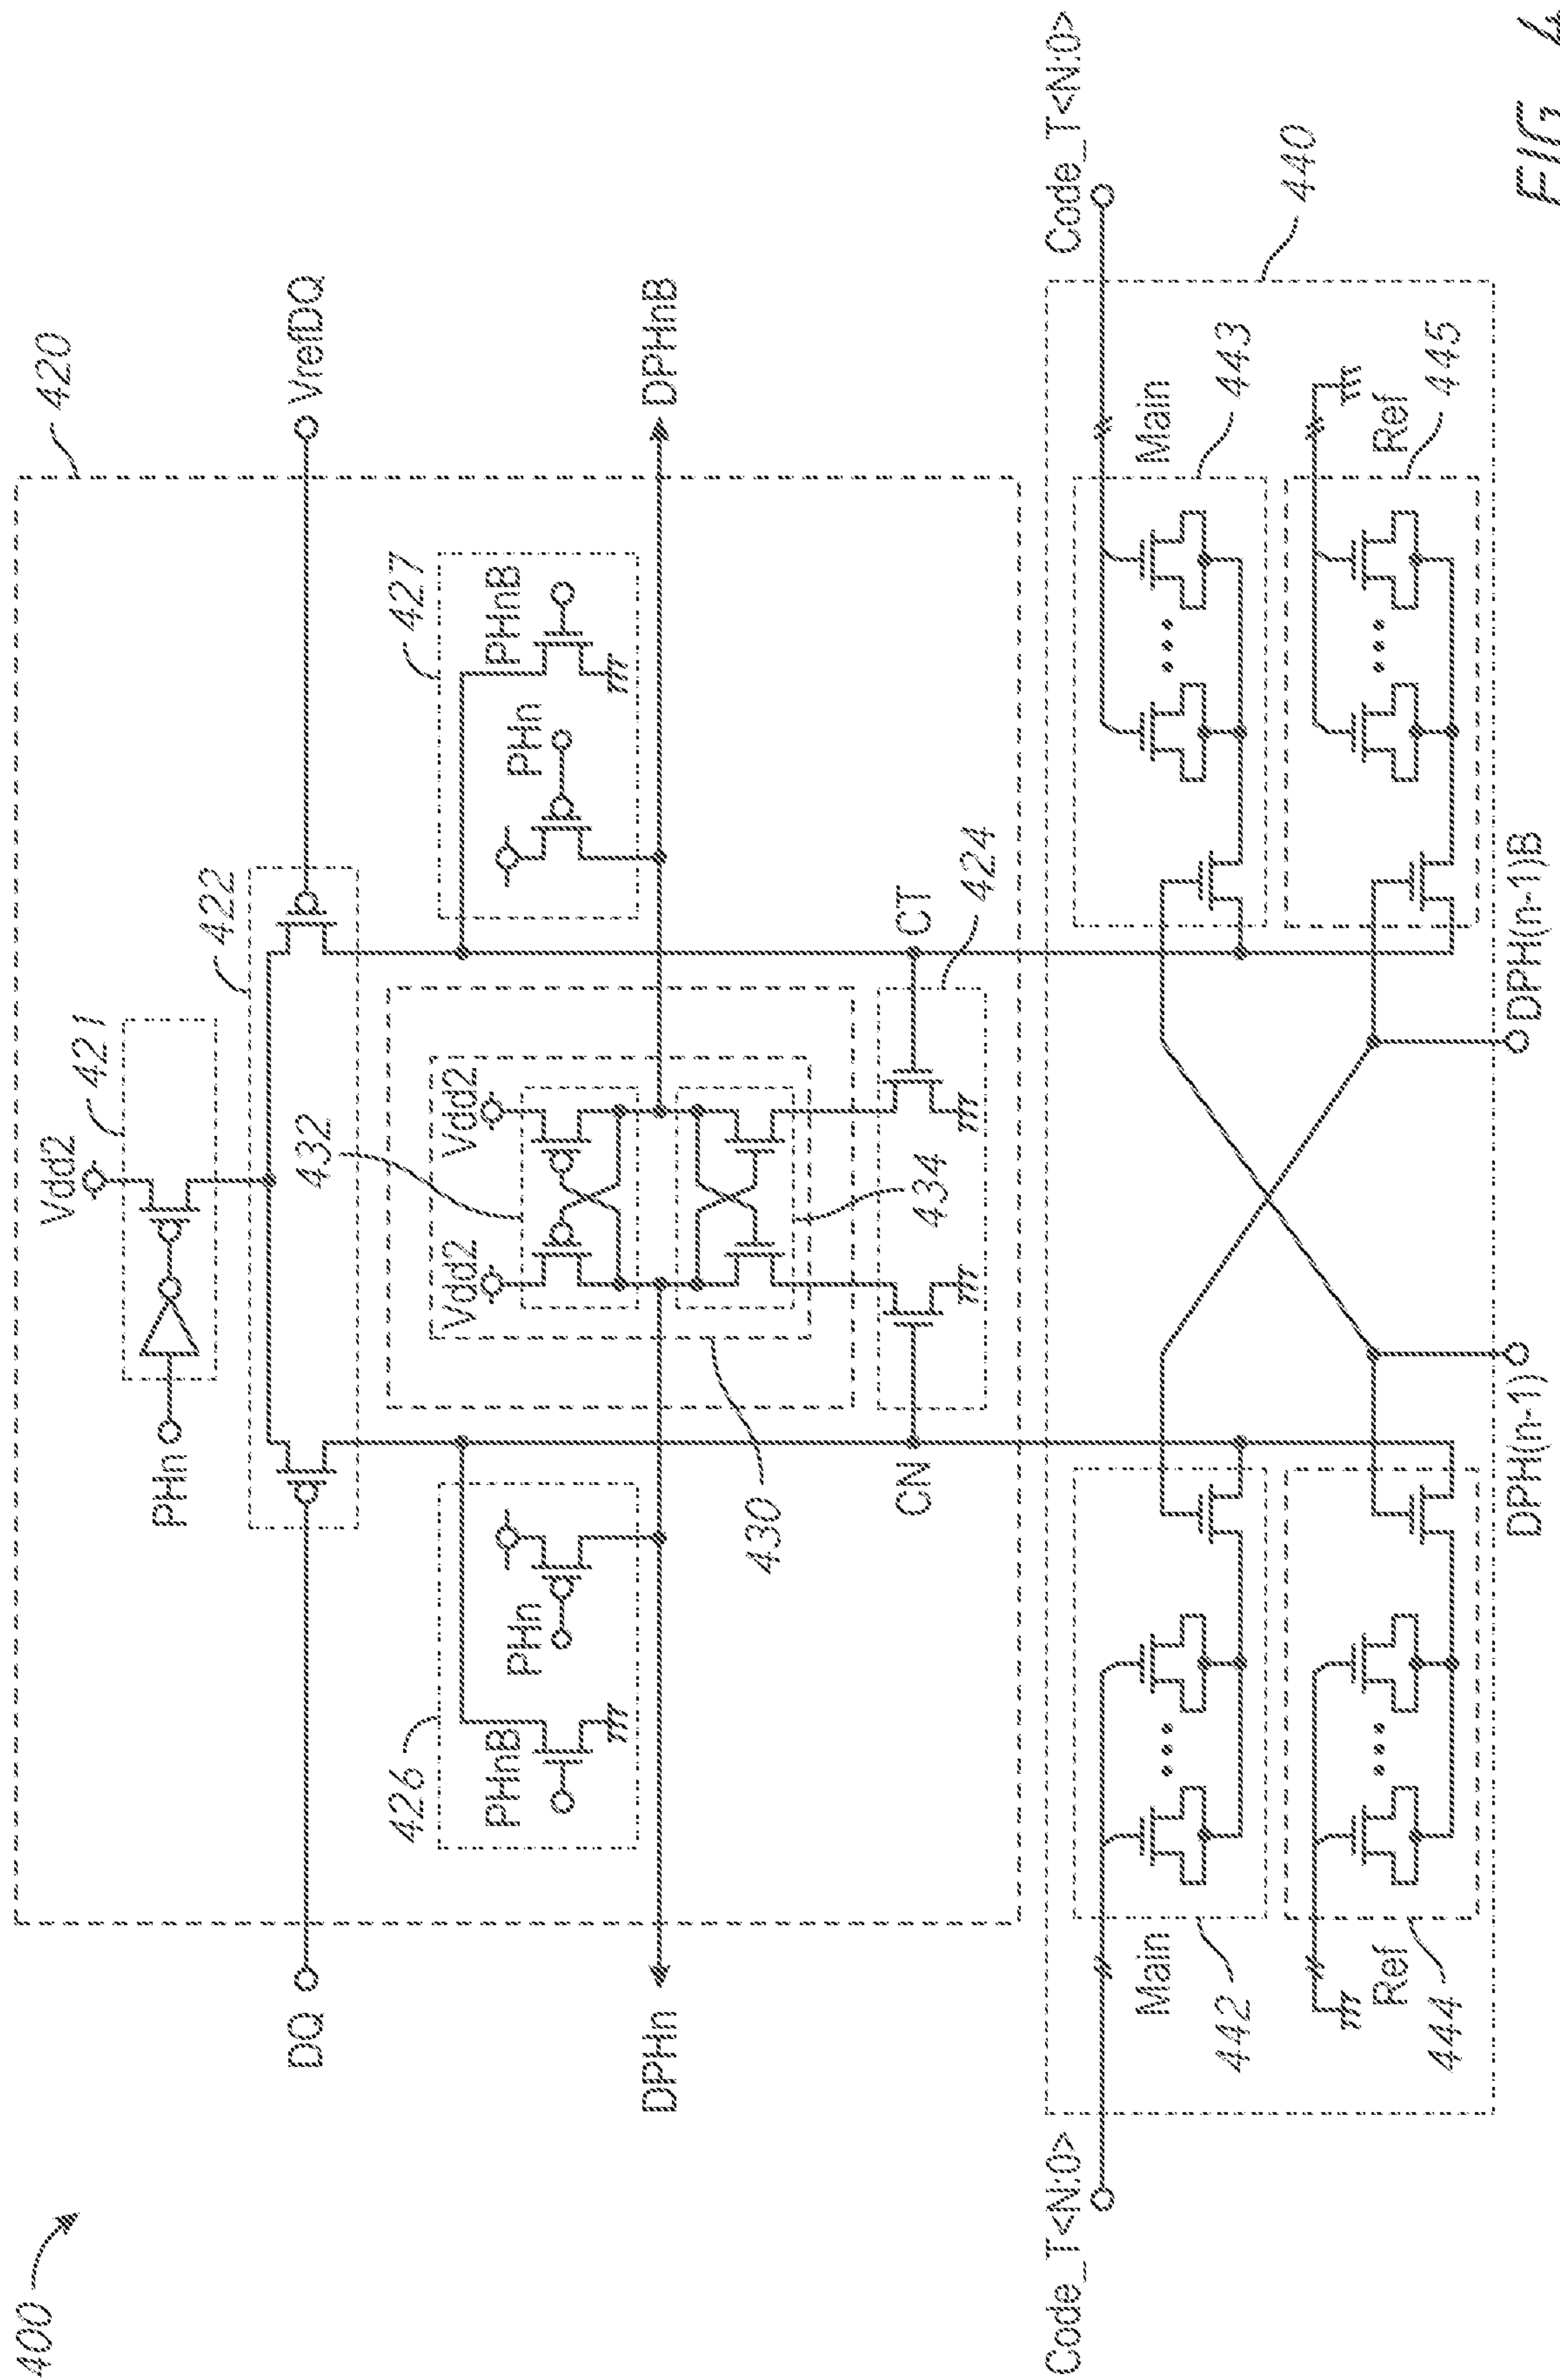 400
420
Vdd2
421
PHn
422
DQ
VrefDQ
432
426
PHnB
PHn
Vdd2
Vdd2
427
PHn
PHnB
DPHn
DPHnB
430
434
CN
CT
424
Code_T<N:0>
Code_T<N:0>
440
Main
442
Main
443
Ref
444
Ref
445
DPH(n-1)
DPH(n-1)B
FIG. 4